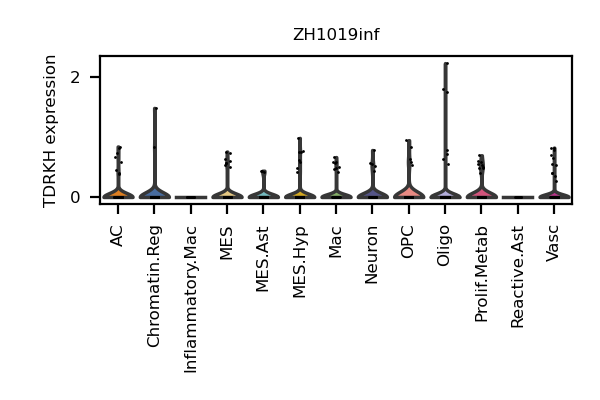 ZH1019inf
TDRKH expression
2
0
AC
Chromatin.Reg
Inflammatory.Mac
MES
MES.Ast
MES.Hyp
Mac
Neuron
OPC
Oligo
Prolif.Metab
Reactive.Ast
Vasc